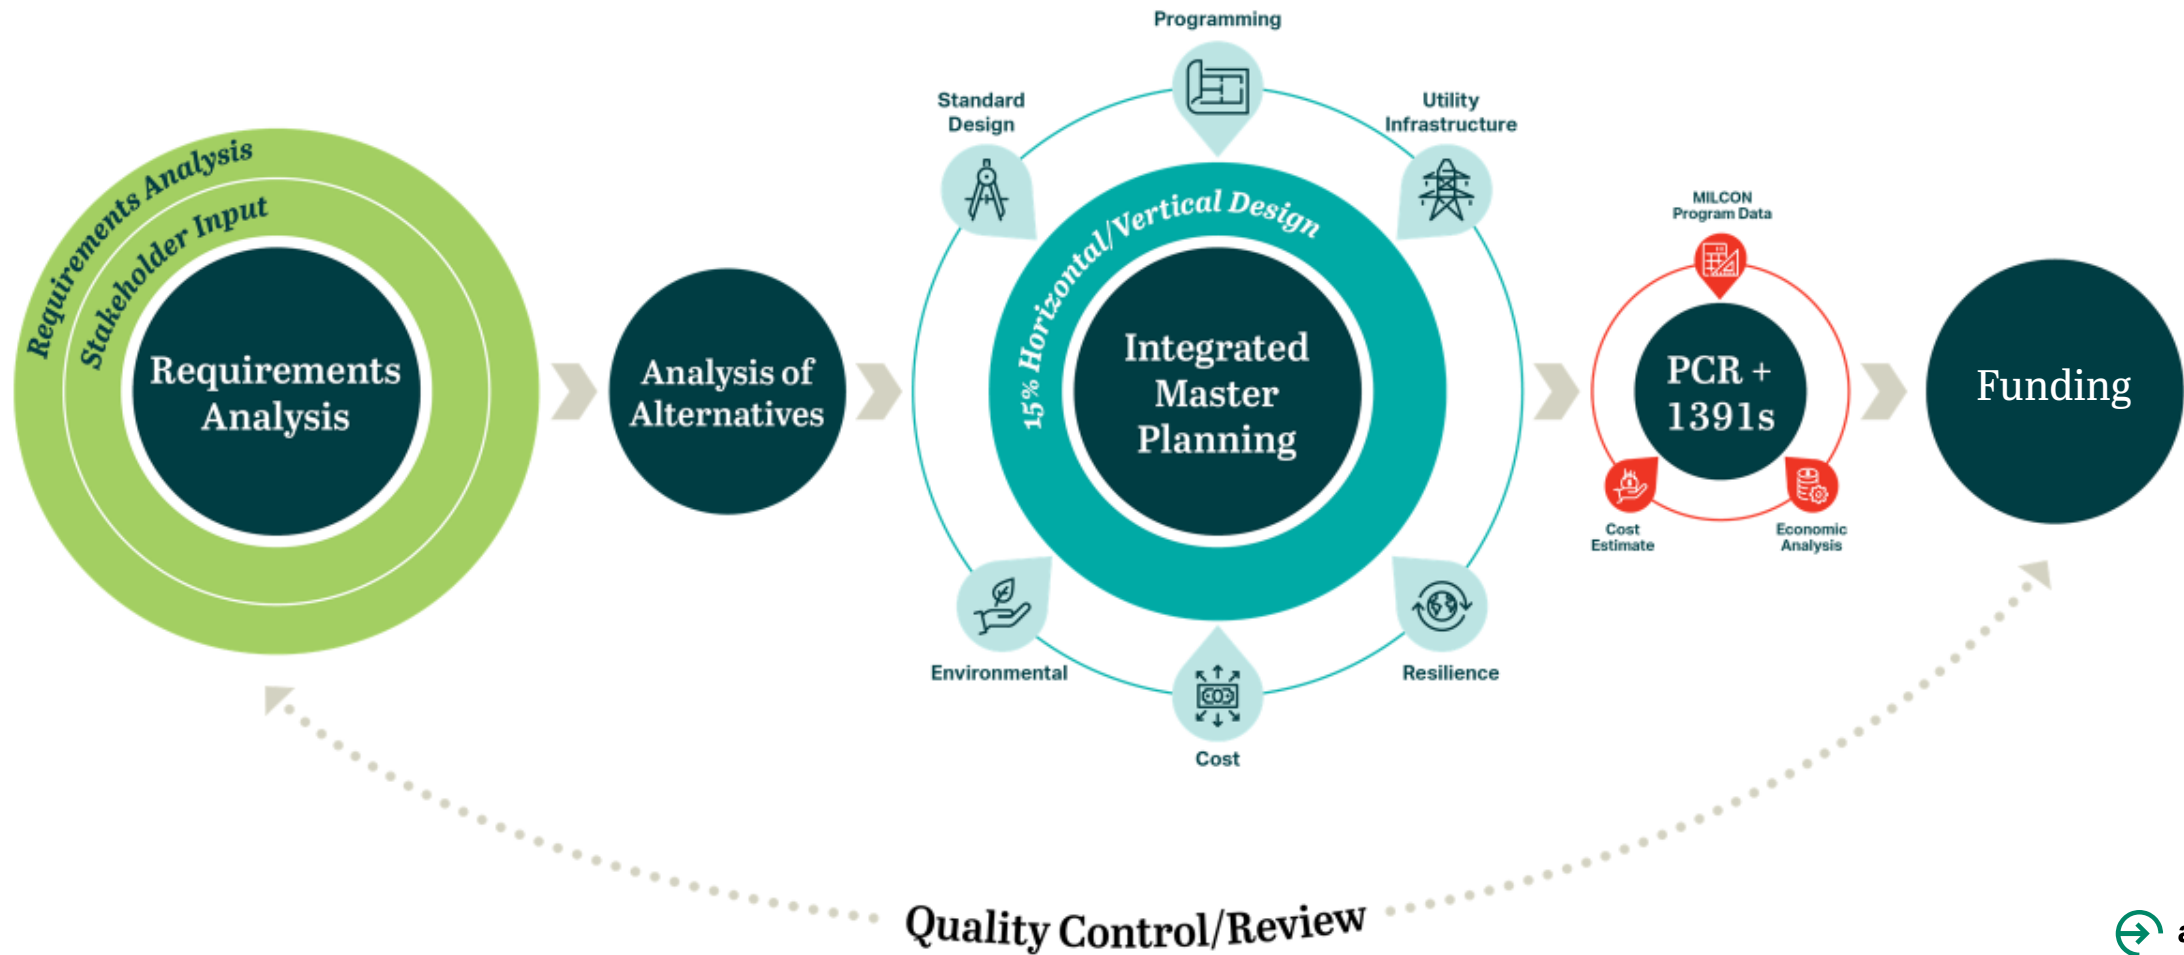 Requirements Analysis
Stakeholder Input
Requirements
Analysis
Analysis of
Alternatives
Programming
Standard
Design
Utility
Infrastructure
15% Horizontal/Vertical Design
Integrated
Master
Planning
Environmental
Resilience
Cost
MILCON
Program Data
PCR +
1391s
Cost
Estimate
Economic
Analysis
Funding
Quality Control/Review